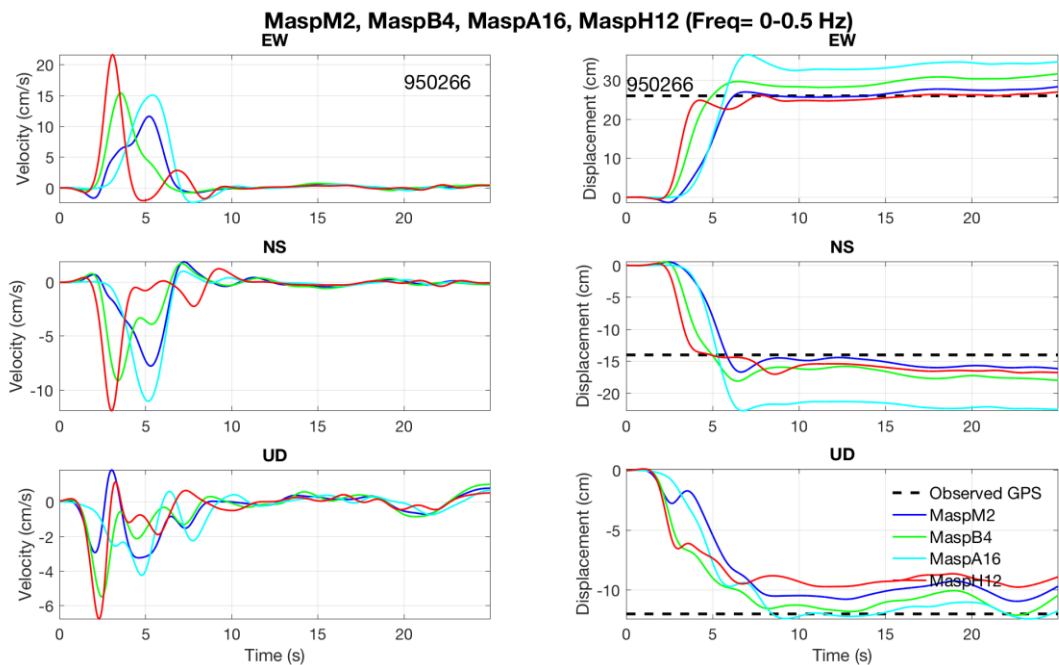 MaspM2, MaspB4, MaspA16, MaspH12 (Freq= 0-0.5 Hz)
EW
Velocity (cm/s)
20
15
10
5
0
950266
0 5 10 15 20
EW
Displacement (cm)
30
20
10
0
950266
0 5 10 15 20
NS
Velocity (cm/s)
0
-5
-10
0 5 10 15 20
NS
Displacement (cm)
0
-5
-10
-15
-20
0 5 10 15 20
UD
Velocity (cm/s)
0
-2
-4
-6
0 5 10 15 20
Time (s)
UD
Displacement (cm)
0
-5
-10
Observed GPS
MaspM2
MaspB4
MaspA16
MaspH12
0 5 10 15 20
Time (s)